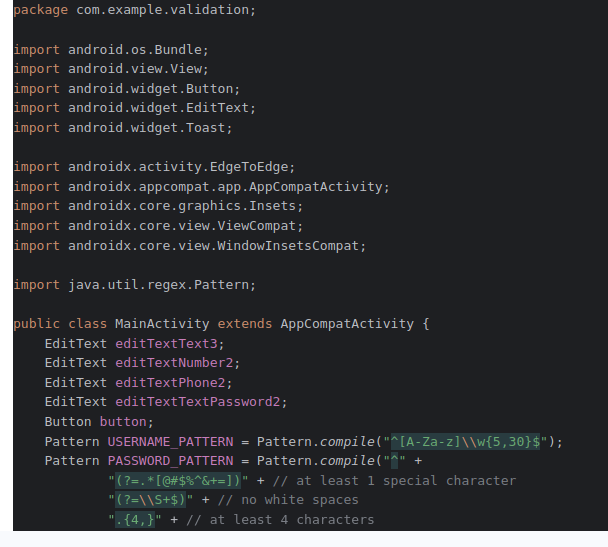 package com.example.validation;
import android.os.Bundle;
import android.view.View;
import android.widget.Button;
import android.widget.EditText;
import android.widget.Toast;
import androidx.activity.EdgeToEdge;
import androidx.appcompat.app.AppCompatActivity;
import androidx.core.graphics.Insets;
import androidx.core.view.ViewCompat;
import androidx.core.view.WindowInsetsCompat;
import java.util.regex.Pattern;
public class MainActivity extends AppCompatActivity {
    EditText editTextText3;
    EditText editTextNumber2;
    EditText editTextPhone2;
    EditText editTextTextPassword2;
    Button button;
    Pattern USERNAME_PATTERN = Pattern.compile("^[A-Za-z]\\w{5,30}$");
    Pattern PASSWORD_PATTERN = Pattern.compile("^" +
            "(?=.*[@#$%^&+=])" + // at least 1 special character
            "(?=\\S+$)" + // no white spaces
            ".{4,}" + // at least 4 characters